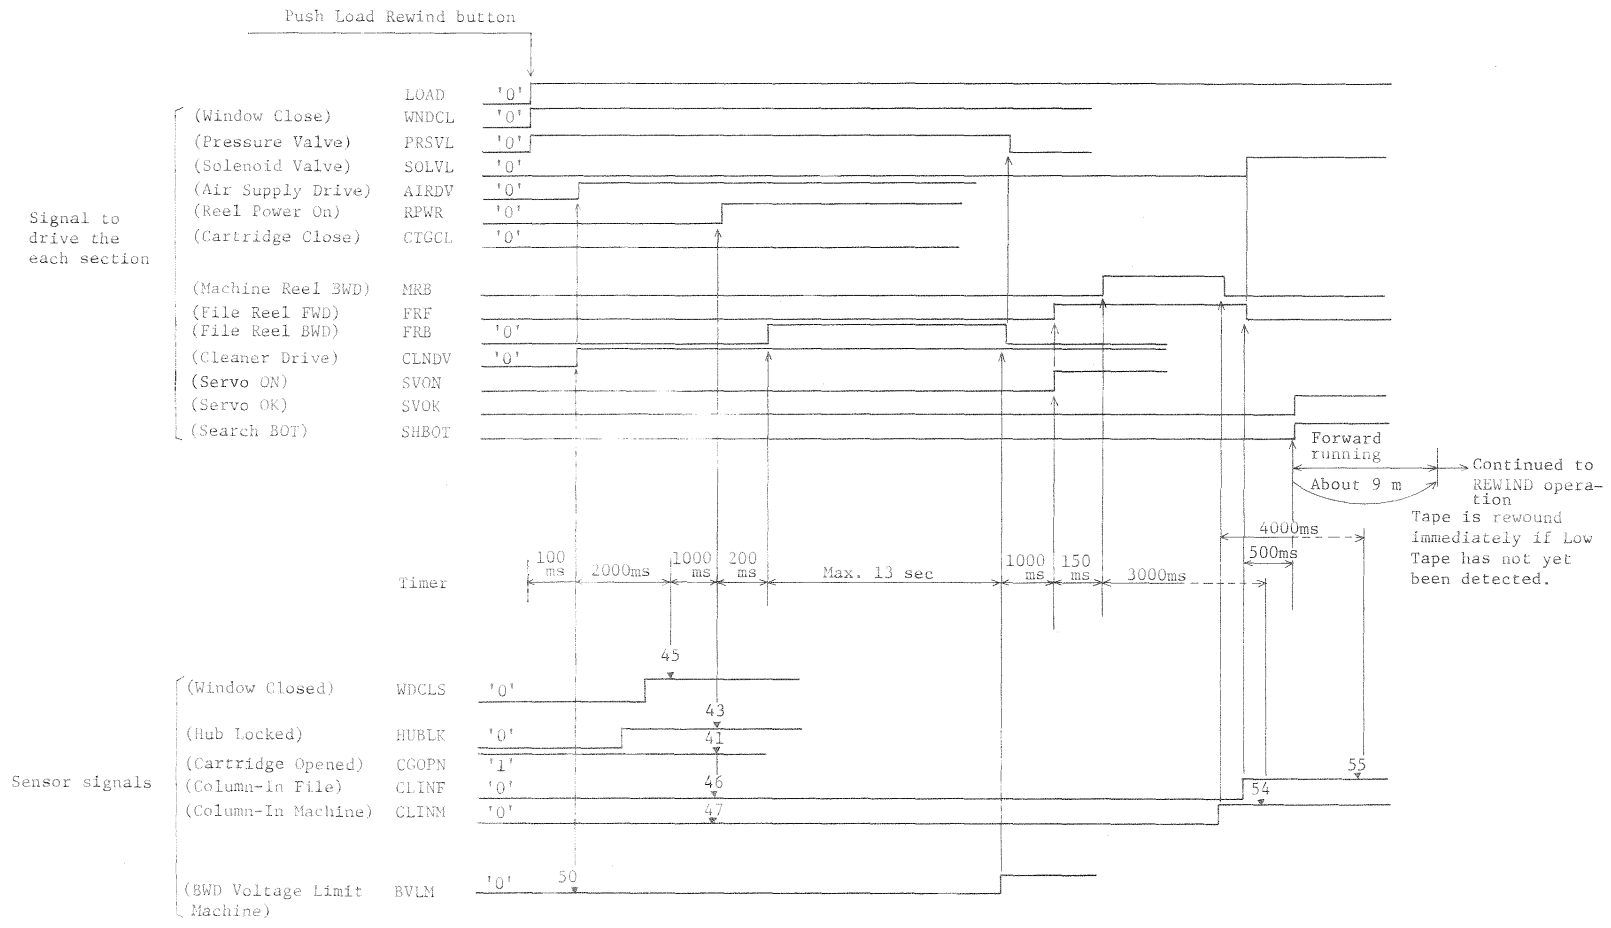 Push Load Rewind button
LOAD '0'
(Window Close) WNDCL '0'
(Pressure Valve) PRSVL '0'
(Solenoid Valve) SOLVL '0'
(Air Supply Drive) AIRDV '0'
(Reel Power On) RPWR '0'
(Cartridge Close) CTGCL '0'
Signal to
drive the
each section
(Machine Reel BWD) MRB
(File Reel FWD) FRF
(File Reel BWD) FRB '0'
(Cleaner Drive) CLNDV '0'
(Servo ON) SVON
(Servo OK) SVOK
(Search BOT) SHBOT
Forward
running
About 9 m
Continued to
REWIND opera-
tion
Tape is rewound
immediately if Low
Tape has not yet
been detected.
4000ms
500ms
Timer
100
ms
2000ms
1000
ms
200
ms
Max. 13 sec
1000
ms
150
ms
3000ms
45
(Window Closed) WDCLS '0'
43
(Hub Locked) HUBLK '0'
41
(Cartridge Opened) CGOPN '1'
55
Sensor signals
(Column-In File) CLINF '0'
46
54
(Column-In Machine) CLINM '0'
47
50
(BWD Voltage Limit BVLM '0'
Machine)